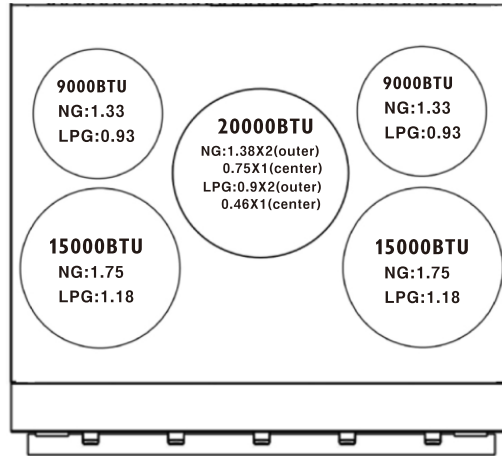 9000BTU
NG:1.33
LPG:0.93
20000BTU
NG:1.38X2(outer)
0.75X1(center)
LPG:0.9X2(outer)
0.46X1(center)
9000BTU
NG:1.33
LPG:0.93
15000BTU
NG:1.75
LPG:1.18
15000BTU
NG:1.75
LPG:1.18